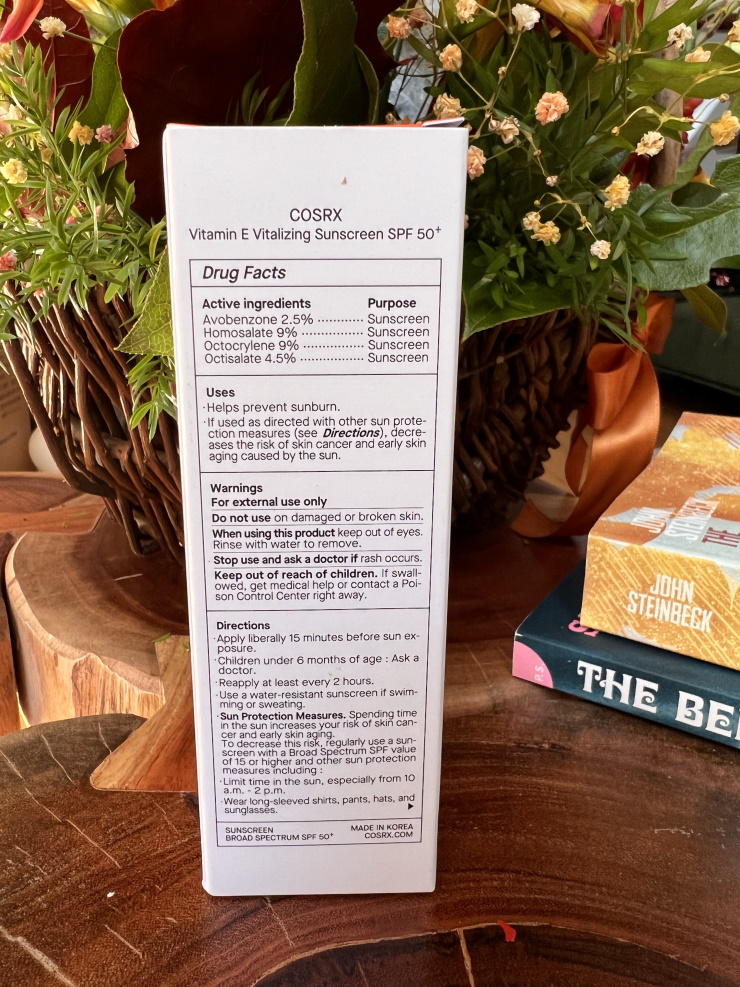 COSRX
Vitamin E Vitalizing Sunscreen SPF 50+
Drug Facts
Active ingredients Purpose
Avobenzone 2.5% ············ Sunscreen
Homosalate 9% ················ Sunscreen
Octocrylene 9% ················ Sunscreen
Octisalate 4.5% ················ Sunscreen
Uses
·Helps prevent sunburn.
·If used as directed with other sun prote-
ction measures (see Directions), decre-
ases the risk of skin cancer and early skin
aging caused by the sun.
Warnings
For external use only
Do not use on damaged or broken skin.
When using this product keep out of eyes.
Rinse with water to remove.
Stop use and ask a doctor if rash occurs.
Keep out of reach of children. If swall-
owed, get medical help or contact a Poi-
son Control Center right away.
Directions
·Apply liberally 15 minutes before sun ex-
posure.
·Children under 6 months of age : Ask a
doctor.
·Reapply at least every 2 hours.
·Use a water-resistant sunscreen if swim-
ming or sweating.
·Sun Protection Measures. Spending time
in the sun increases your risk of skin can-
cer and early skin aging.
To decrease this risk, regularly use a sun-
screen with a Broad Spectrum SPF value
of 15 or higher and other sun protection
measures including :
·Limit time in the sun, especially from 10
a.m. - 2 p.m.
·Wear long-sleeved shirts, pants, hats, and
sunglasses.
SUNSCREEN MADE IN KOREA
BROAD SPECTRUM SPF 50+ COSRX.COM
JOHN
STEINBECK
THE
JOHN
STEINBECK
P.S.
THE BE